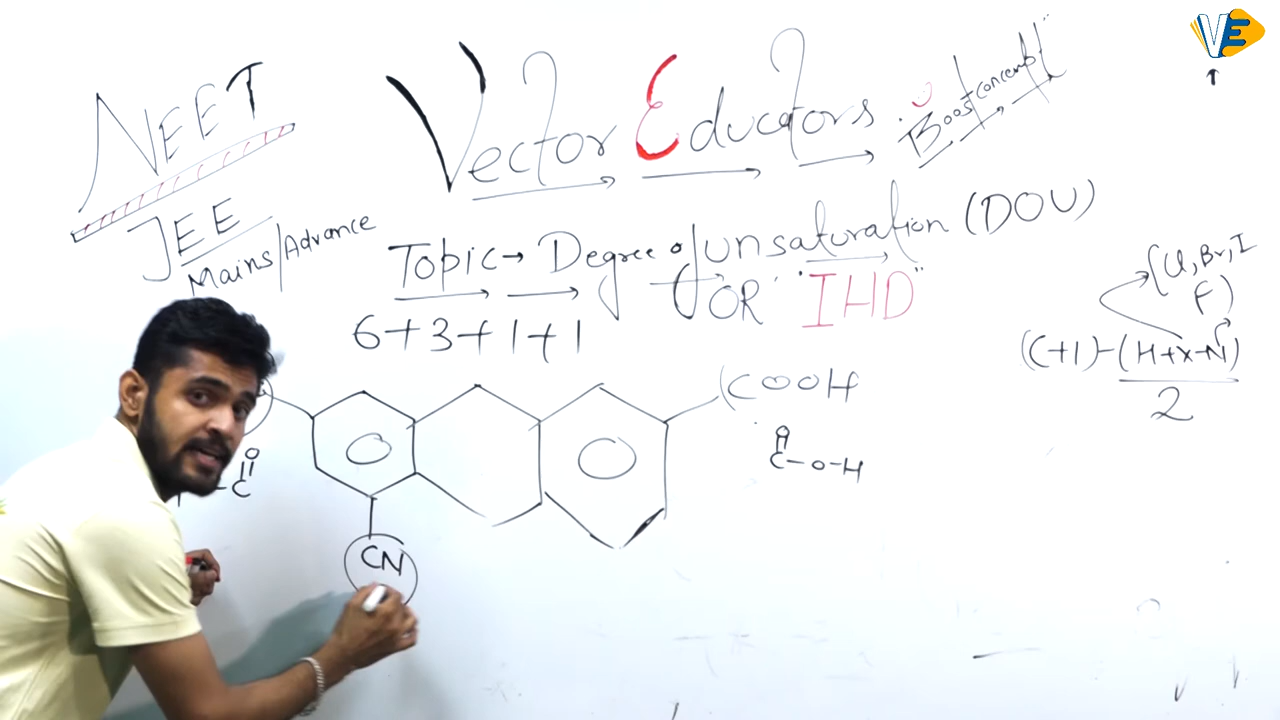 VE
NEET
JEE
Mains/Advance
Vector Educators
Boost concept
Topic → Degree of unsaturation (DOU)
OR "IHD"
6+3+1+1
(Cl, Br, I
F)
(C+1)-(H+X-N)
2
COOH
O
C-O-H
O
C
CN